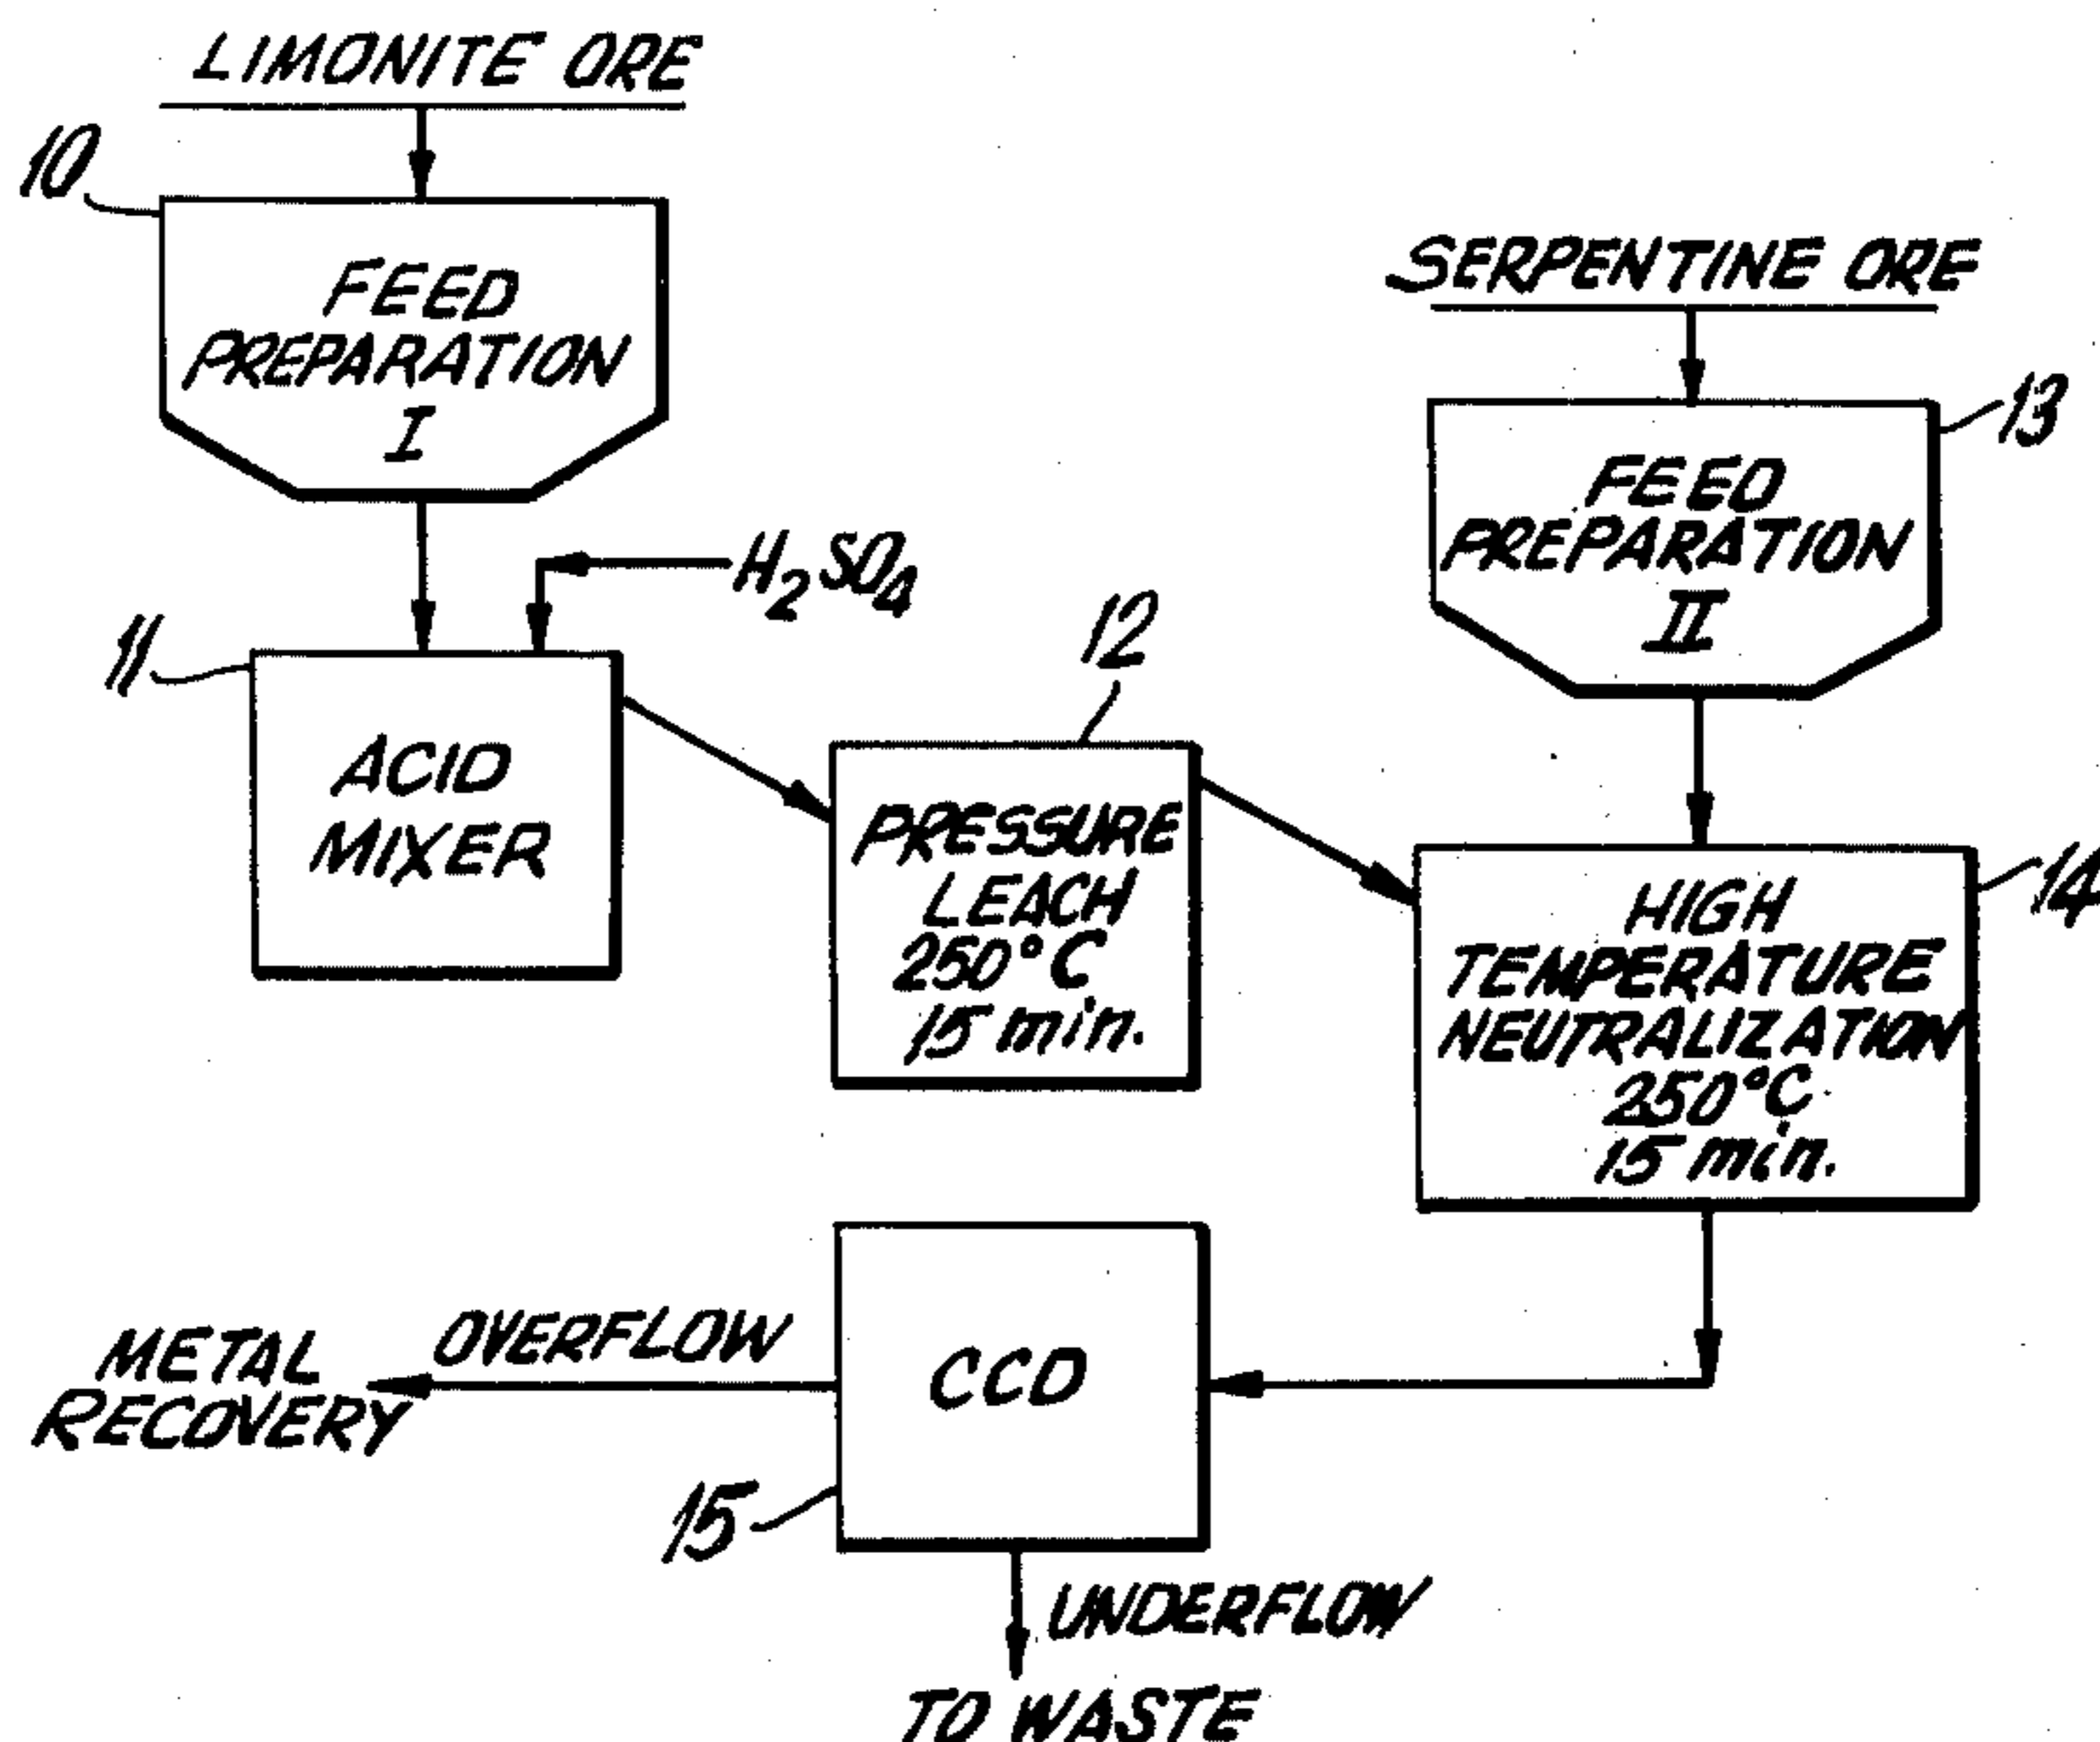 LIMONITE ORE
10
FEED
PREPARATION
I
H2SO4
11
ACID
MIXER
12
PRESSURE
LEACH
250°C
15 min.
SERPENTINE ORE
13
FEED
PREPARATION
II
14
HIGH
TEMPERATURE
NEUTRALIZATION
250°C
15 min.
CCD
15
OVERFLOW
METAL
RECOVERY
UNDERFLOW
TO WASTE